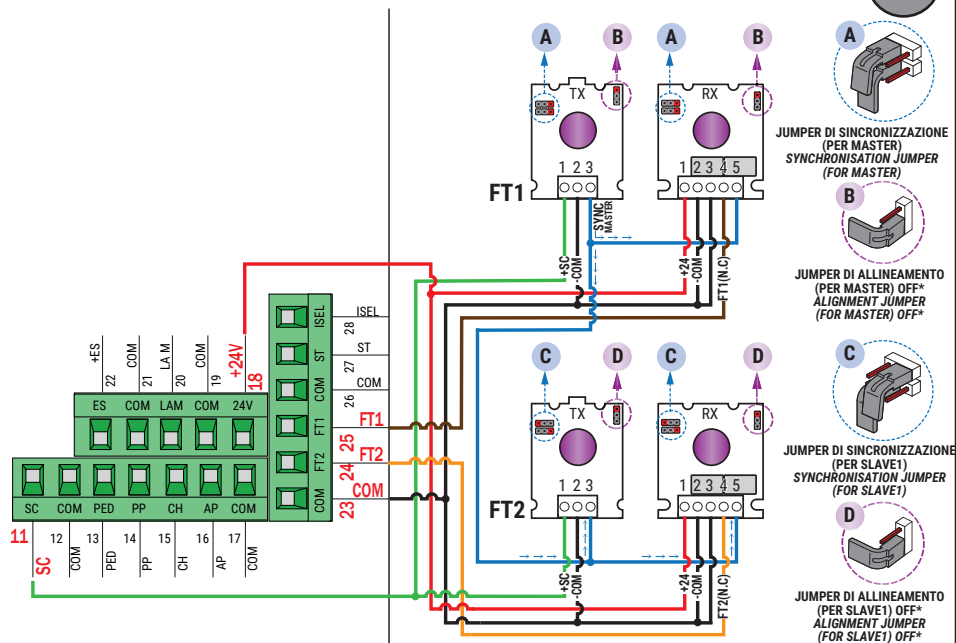 A
B
A
B
TX
RX
1 2 3
1 2 3 4 5
FT1
SYNC
MASTER
+SC
-COM
+24
-COM
FT1(N.C)
C
D
C
D
TX
RX
1 2 3
1 2 3 4 5
FT2
+SC
-COM
+24
-COM
FT2(N.C)
+ES
22
COM
21
LA M
20
COM
19
+24V
18
ES COM LAM COM 24V
SC COM PED PP CH AP COM
11
SC
12
COM
13
PED
14
PP
15
CH
16
AP
17
COM
ISEL
ST
COM
FT1
FT2
COM
ISEL
28
ST
27
COM
26
FT1
25
FT2
24
COM
23
A
JUMPER DI SINCRONIZZAZIONE
(PER MASTER)
SYNCHRONISATION JUMPER
(FOR MASTER)
B
JUMPER DI ALLINEAMENTO
(PER MASTER) OFF*
ALIGNMENT JUMPER
(FOR MASTER) OFF*
C
JUMPER DI SINCRONIZZAZIONE
(PER SLAVE1)
SYNCHRONISATION JUMPER
(FOR SLAVE1)
D
JUMPER DI ALLINEAMENTO
(PER SLAVE1) OFF*
ALIGNMENT JUMPER
(FOR SLAVE1) OFF*